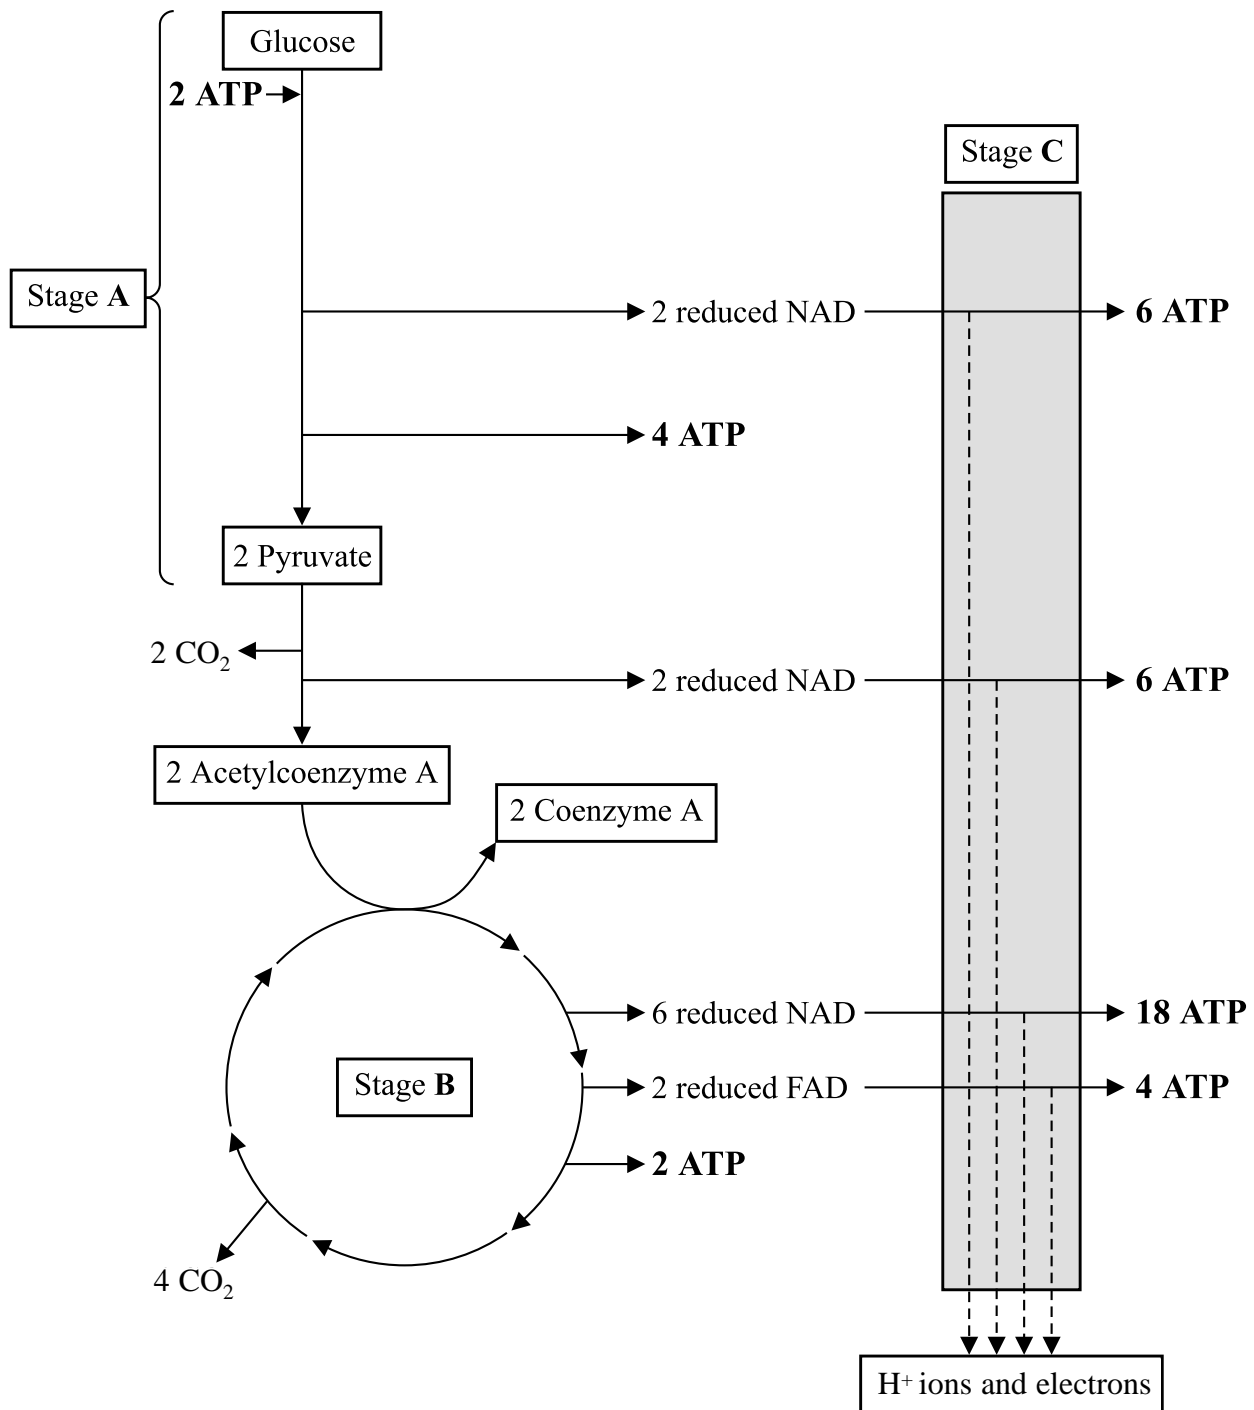 Glucose
2 ATP
Stage C
Stage A
2 reduced NAD
6 ATP
4 ATP
2 Pyruvate
2 CO₂
2 reduced NAD
6 ATP
2 Acetylcoenzyme A
2 Coenzyme A
6 reduced NAD
18 ATP
Stage B
2 reduced FAD
4 ATP
2 ATP
4 CO₂
H⁺ ions and electrons